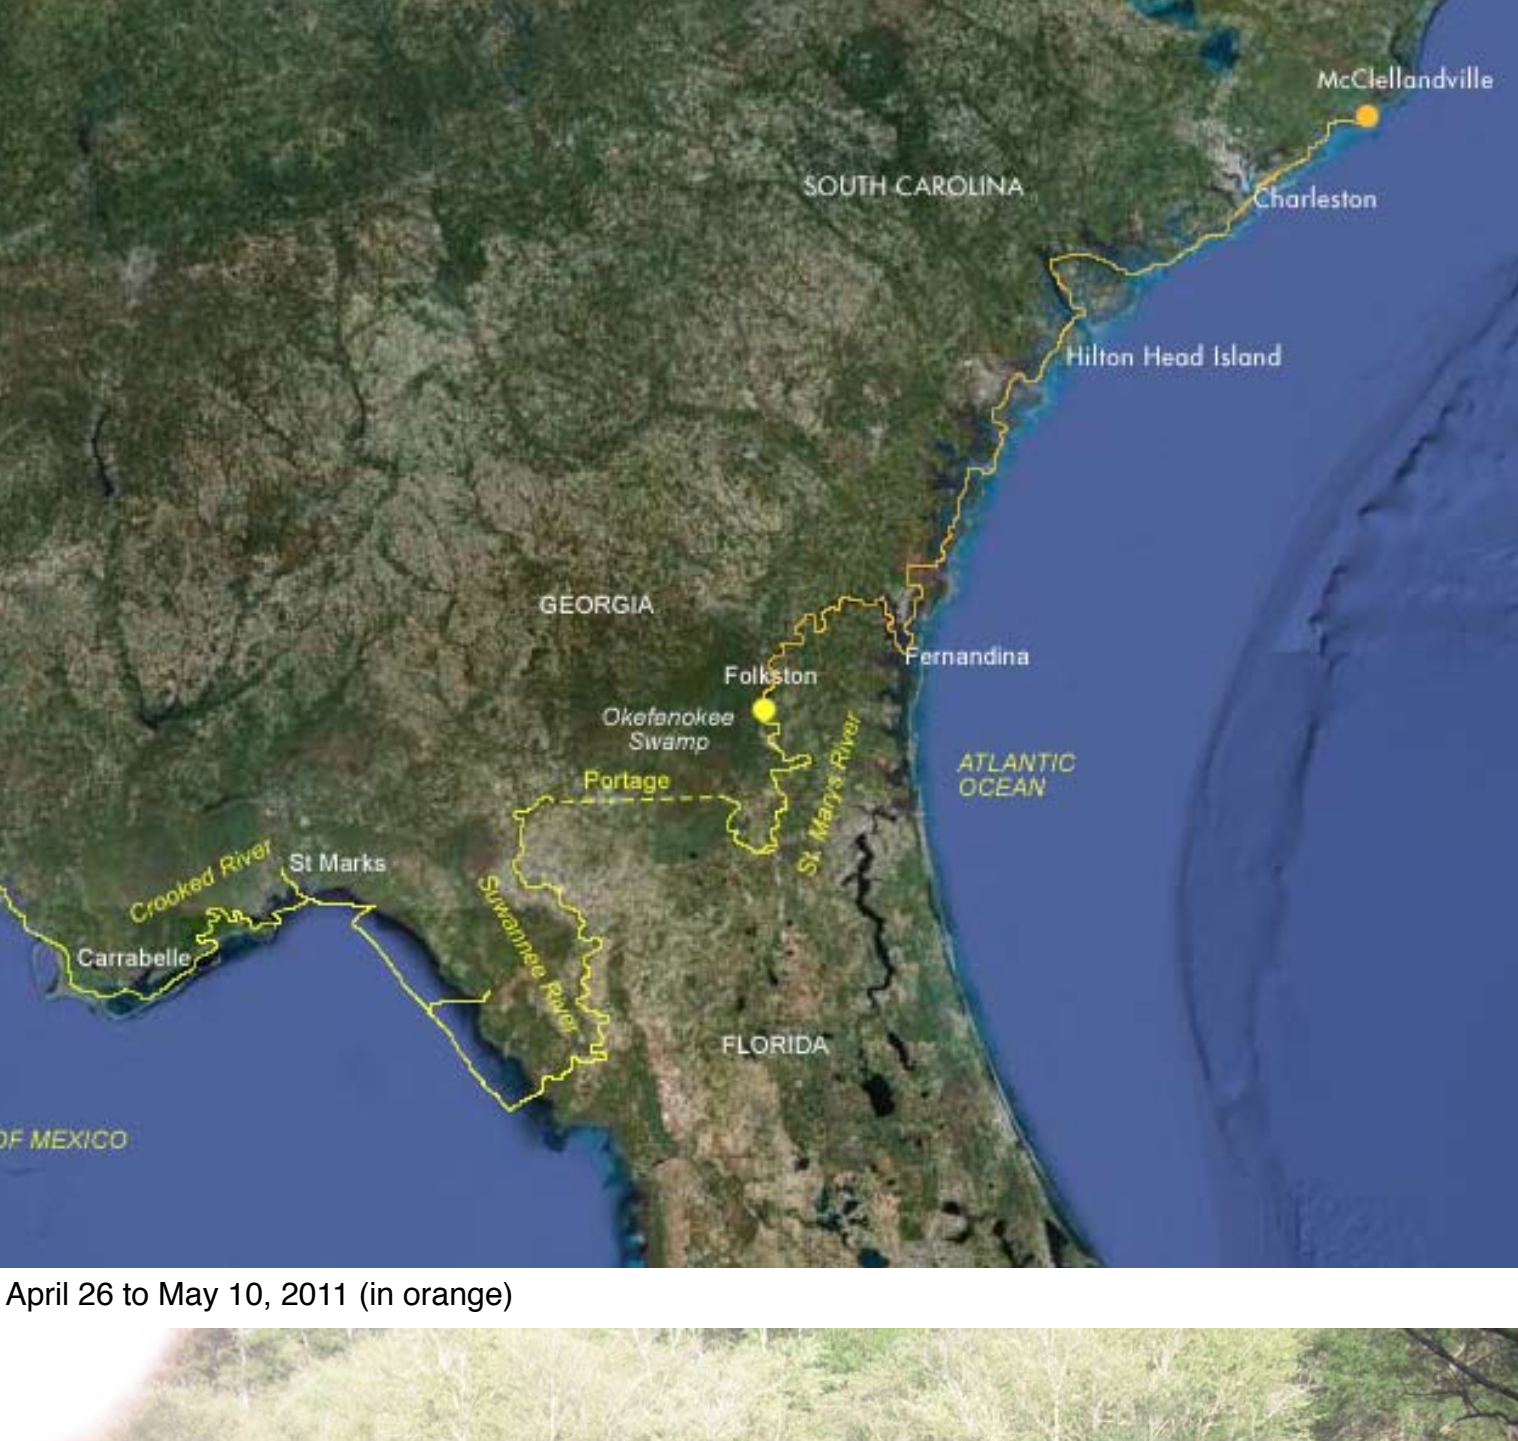 McClellandville
SOUTH CAROLINA
Charleston
Hilton Head Island
GEORGIA
Fernandina
Folkston
Okefenokee
Swamp
ATLANTIC
OCEAN
Portage
St. Marys River
Crooked River
St Marks
Suwannee River
Carrabelle
FLORIDA
OF MEXICO
April 26 to May 10, 2011 (in orange)